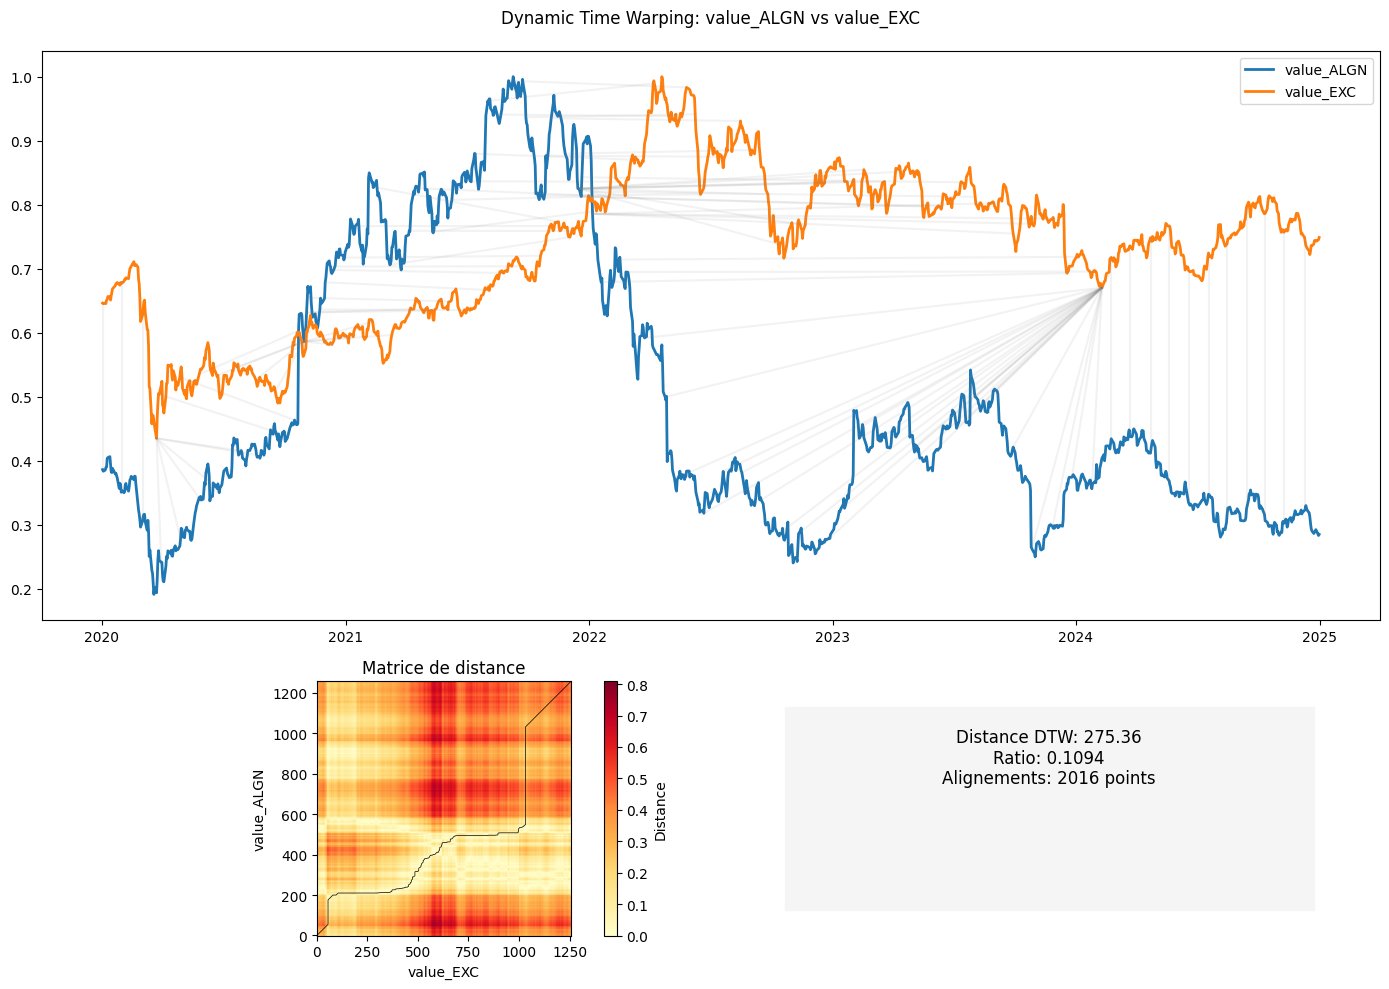 Dynamic Time Warping: value_ALGN vs value_EXC
value_ALGN
value_EXC
1.0
0.9
0.8
0.7
0.6
0.5
0.4
0.3
0.2
2020 2021 2022 2023 2024 2025
Matrice de distance
1200
1000
800
600
400
200
0
value_ALGN
0 250 500 750 1000 1250
value_EXC
0.8
0.7
0.6
0.5
0.4
0.3
0.2
0.1
0.0
Distance
Distance DTW: 275.36
Ratio: 0.1094
Alignements: 2016 points